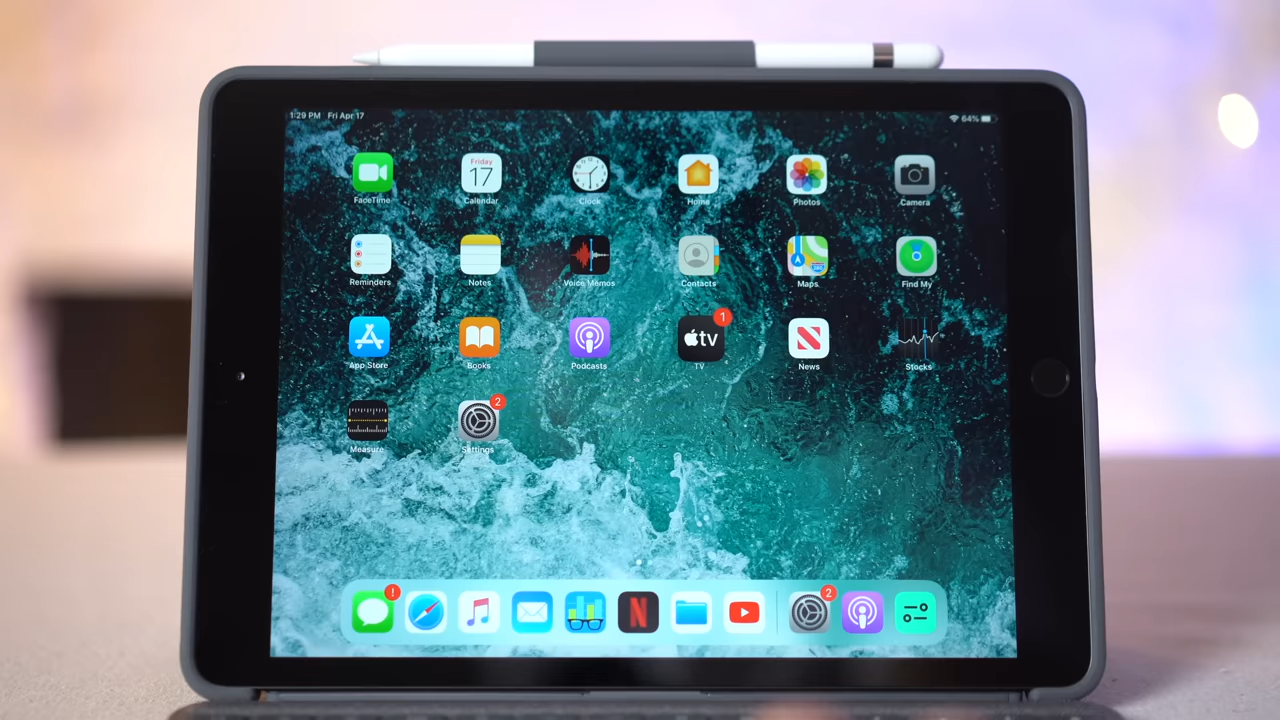 1:29 PM Fri Apr 17
64%
Friday
17
FaceTime
Calendar
Clock
Home
Photos
Camera
Reminders
Notes
Voice Memos
Contacts
Maps
Find My
1
tv
App Store
Books
Podcasts
TV
News
Stocks
2
Measure
Settings
!
2
N